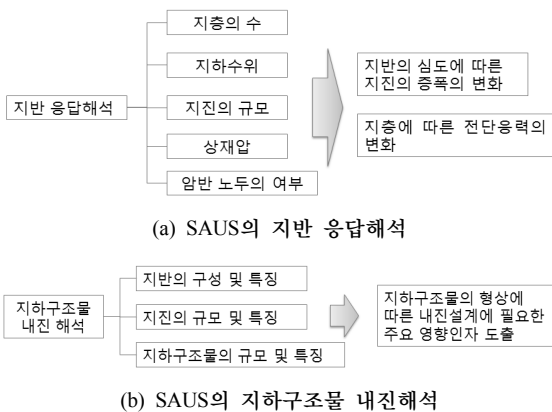 지층의 수
지하수위
지반 응답해석
지진의 규모
상재압
암반 노두의 여부
지반의 심도에 따른
지진의 증폭의 변화
지층에 따른 전단응력의
변화
(a) SAUS의 지반 응답해석
지하구조물
내진 해석
지반의 구성 및 특징
지진의 규모 및 특징
지하구조물의 규모 및 특징
지하구조물의 형상에
따른 내진설계에 필요한
주요 영향인자 도출
(b) SAUS의 지하구조물 내진해석